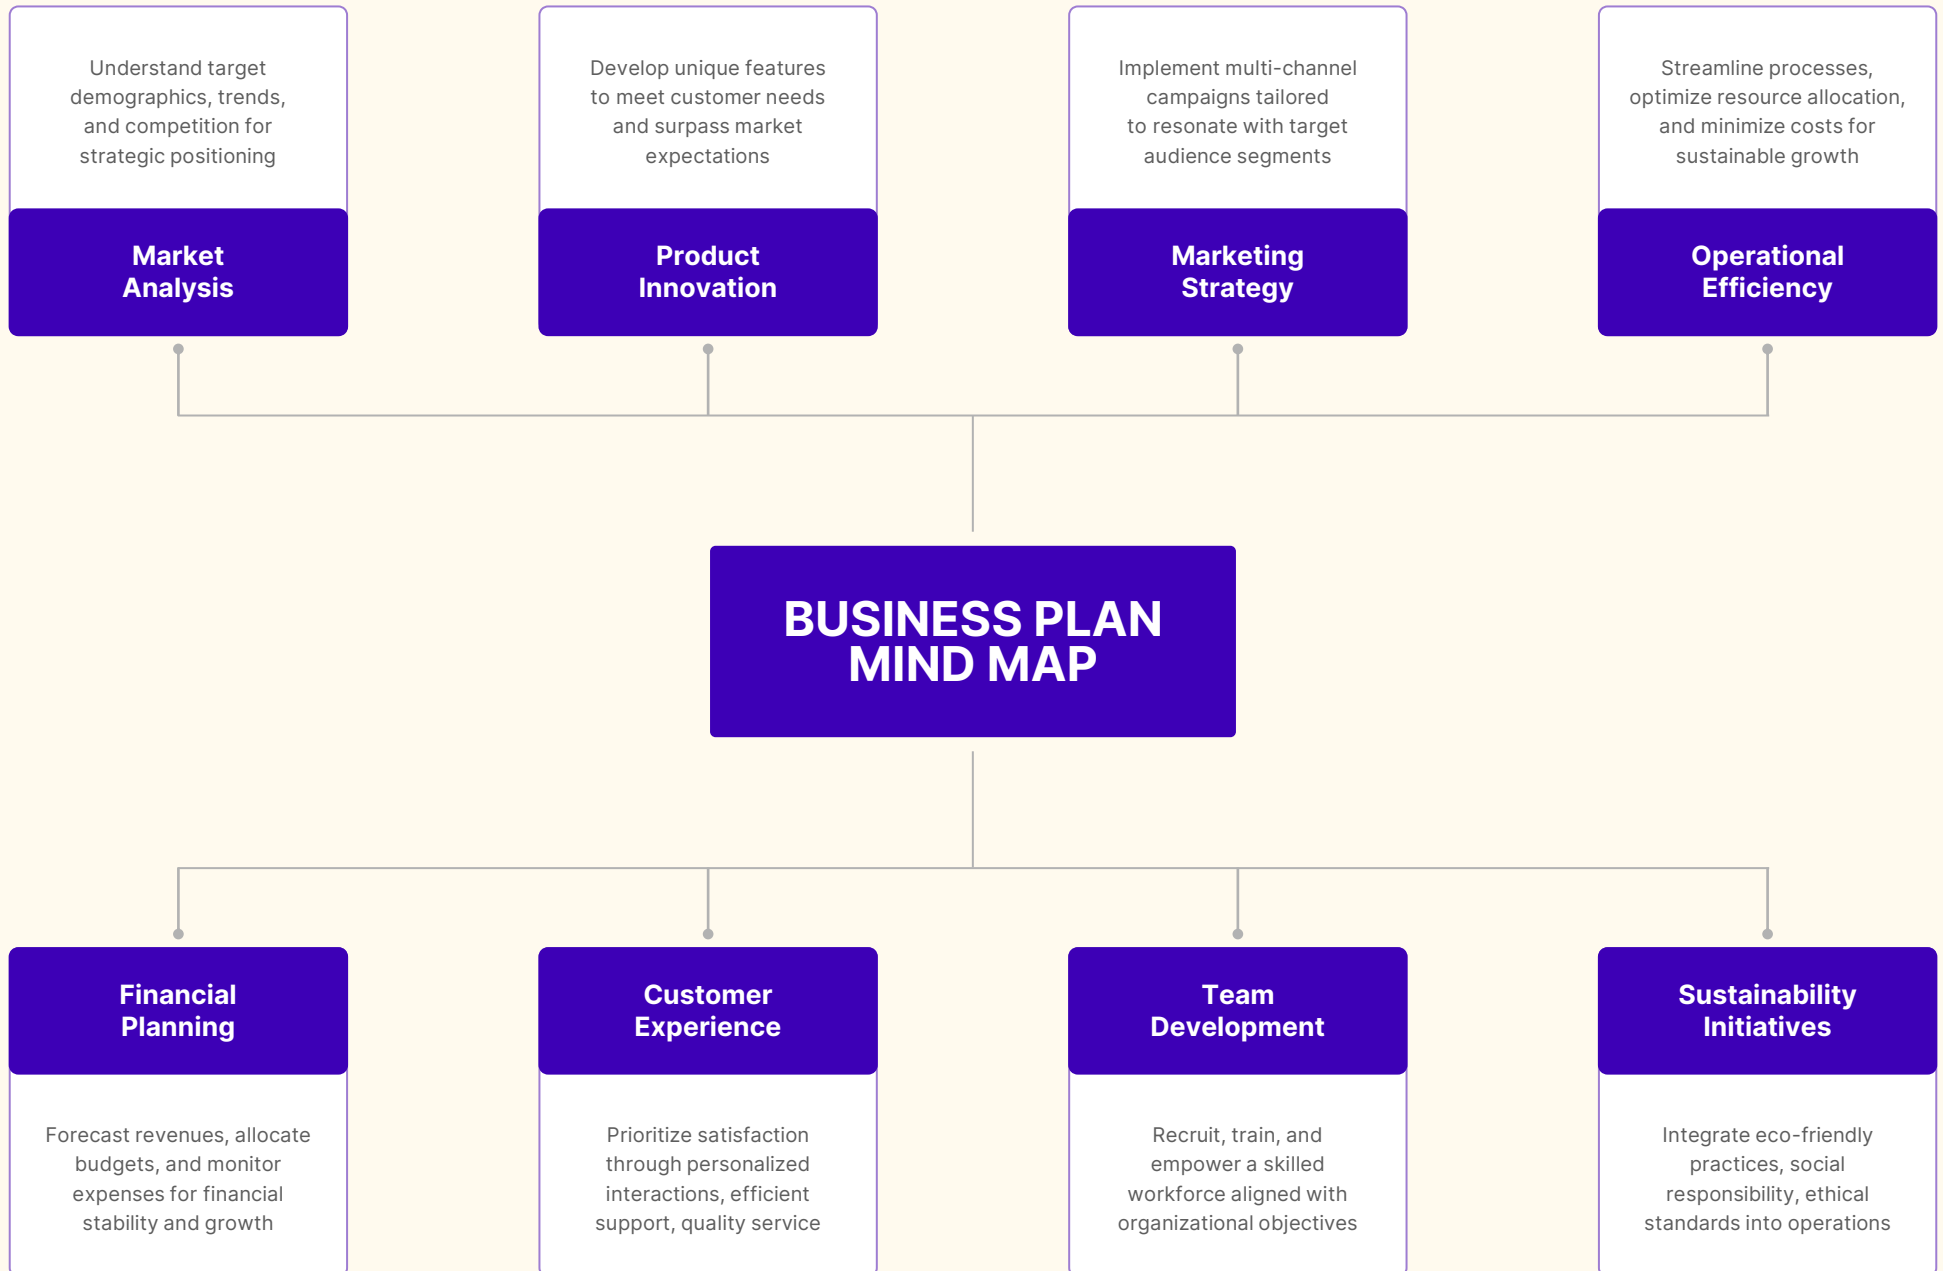 Understand target
demographics, trends,
and competition for
strategic positioning
Market
Analysis
Develop unique features
to meet customer needs
and surpass market
expectations
Product
Innovation
Implement multi-channel
campaigns tailored
to resonate with target
audience segments
Marketing
Strategy
Streamline processes,
optimize resource allocation,
and minimize costs for
sustainable growth
Operational
Efficiency
BUSINESS PLAN
MIND MAP
Financial
Planning
Forecast revenues, allocate
budgets, and monitor
expenses for financial
stability and growth
Customer
Experience
Prioritize satisfaction
through personalized
interactions, efficient
support, quality service
Team
Development
Recruit, train, and
empower a skilled
workforce aligned with
organizational objectives
Sustainability
Initiatives
Integrate eco-friendly
practices, social
responsibility, ethical
standards into operations